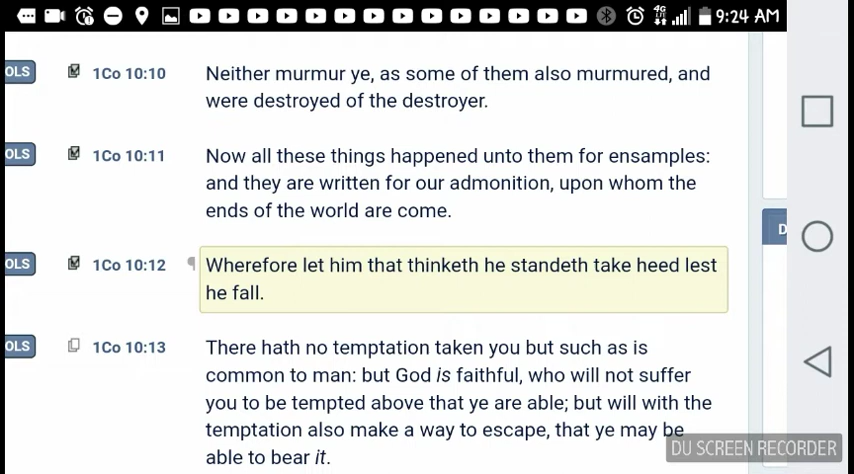 4G
9:24 AM
OLS 1Co 10:10 Neither murmur ye, as some of them also murmured, and
were destroyed of the destroyer.
OLS 1Co 10:11 Now all these things happened unto them for ensamples:
and they are written for our admonition, upon whom the
ends of the world are come.
D
OLS 1Co 10:12 ¶ Wherefore let him that thinketh he standeth take heed lest
he fall.
OLS 1Co 10:13 There hath no temptation taken you but such as is
common to man: but God is faithful, who will not suffer
you to be tempted above that ye are able; but will with the
temptation also make a way to escape, that ye may be
able to bear it.
DU SCREEN RECORDER